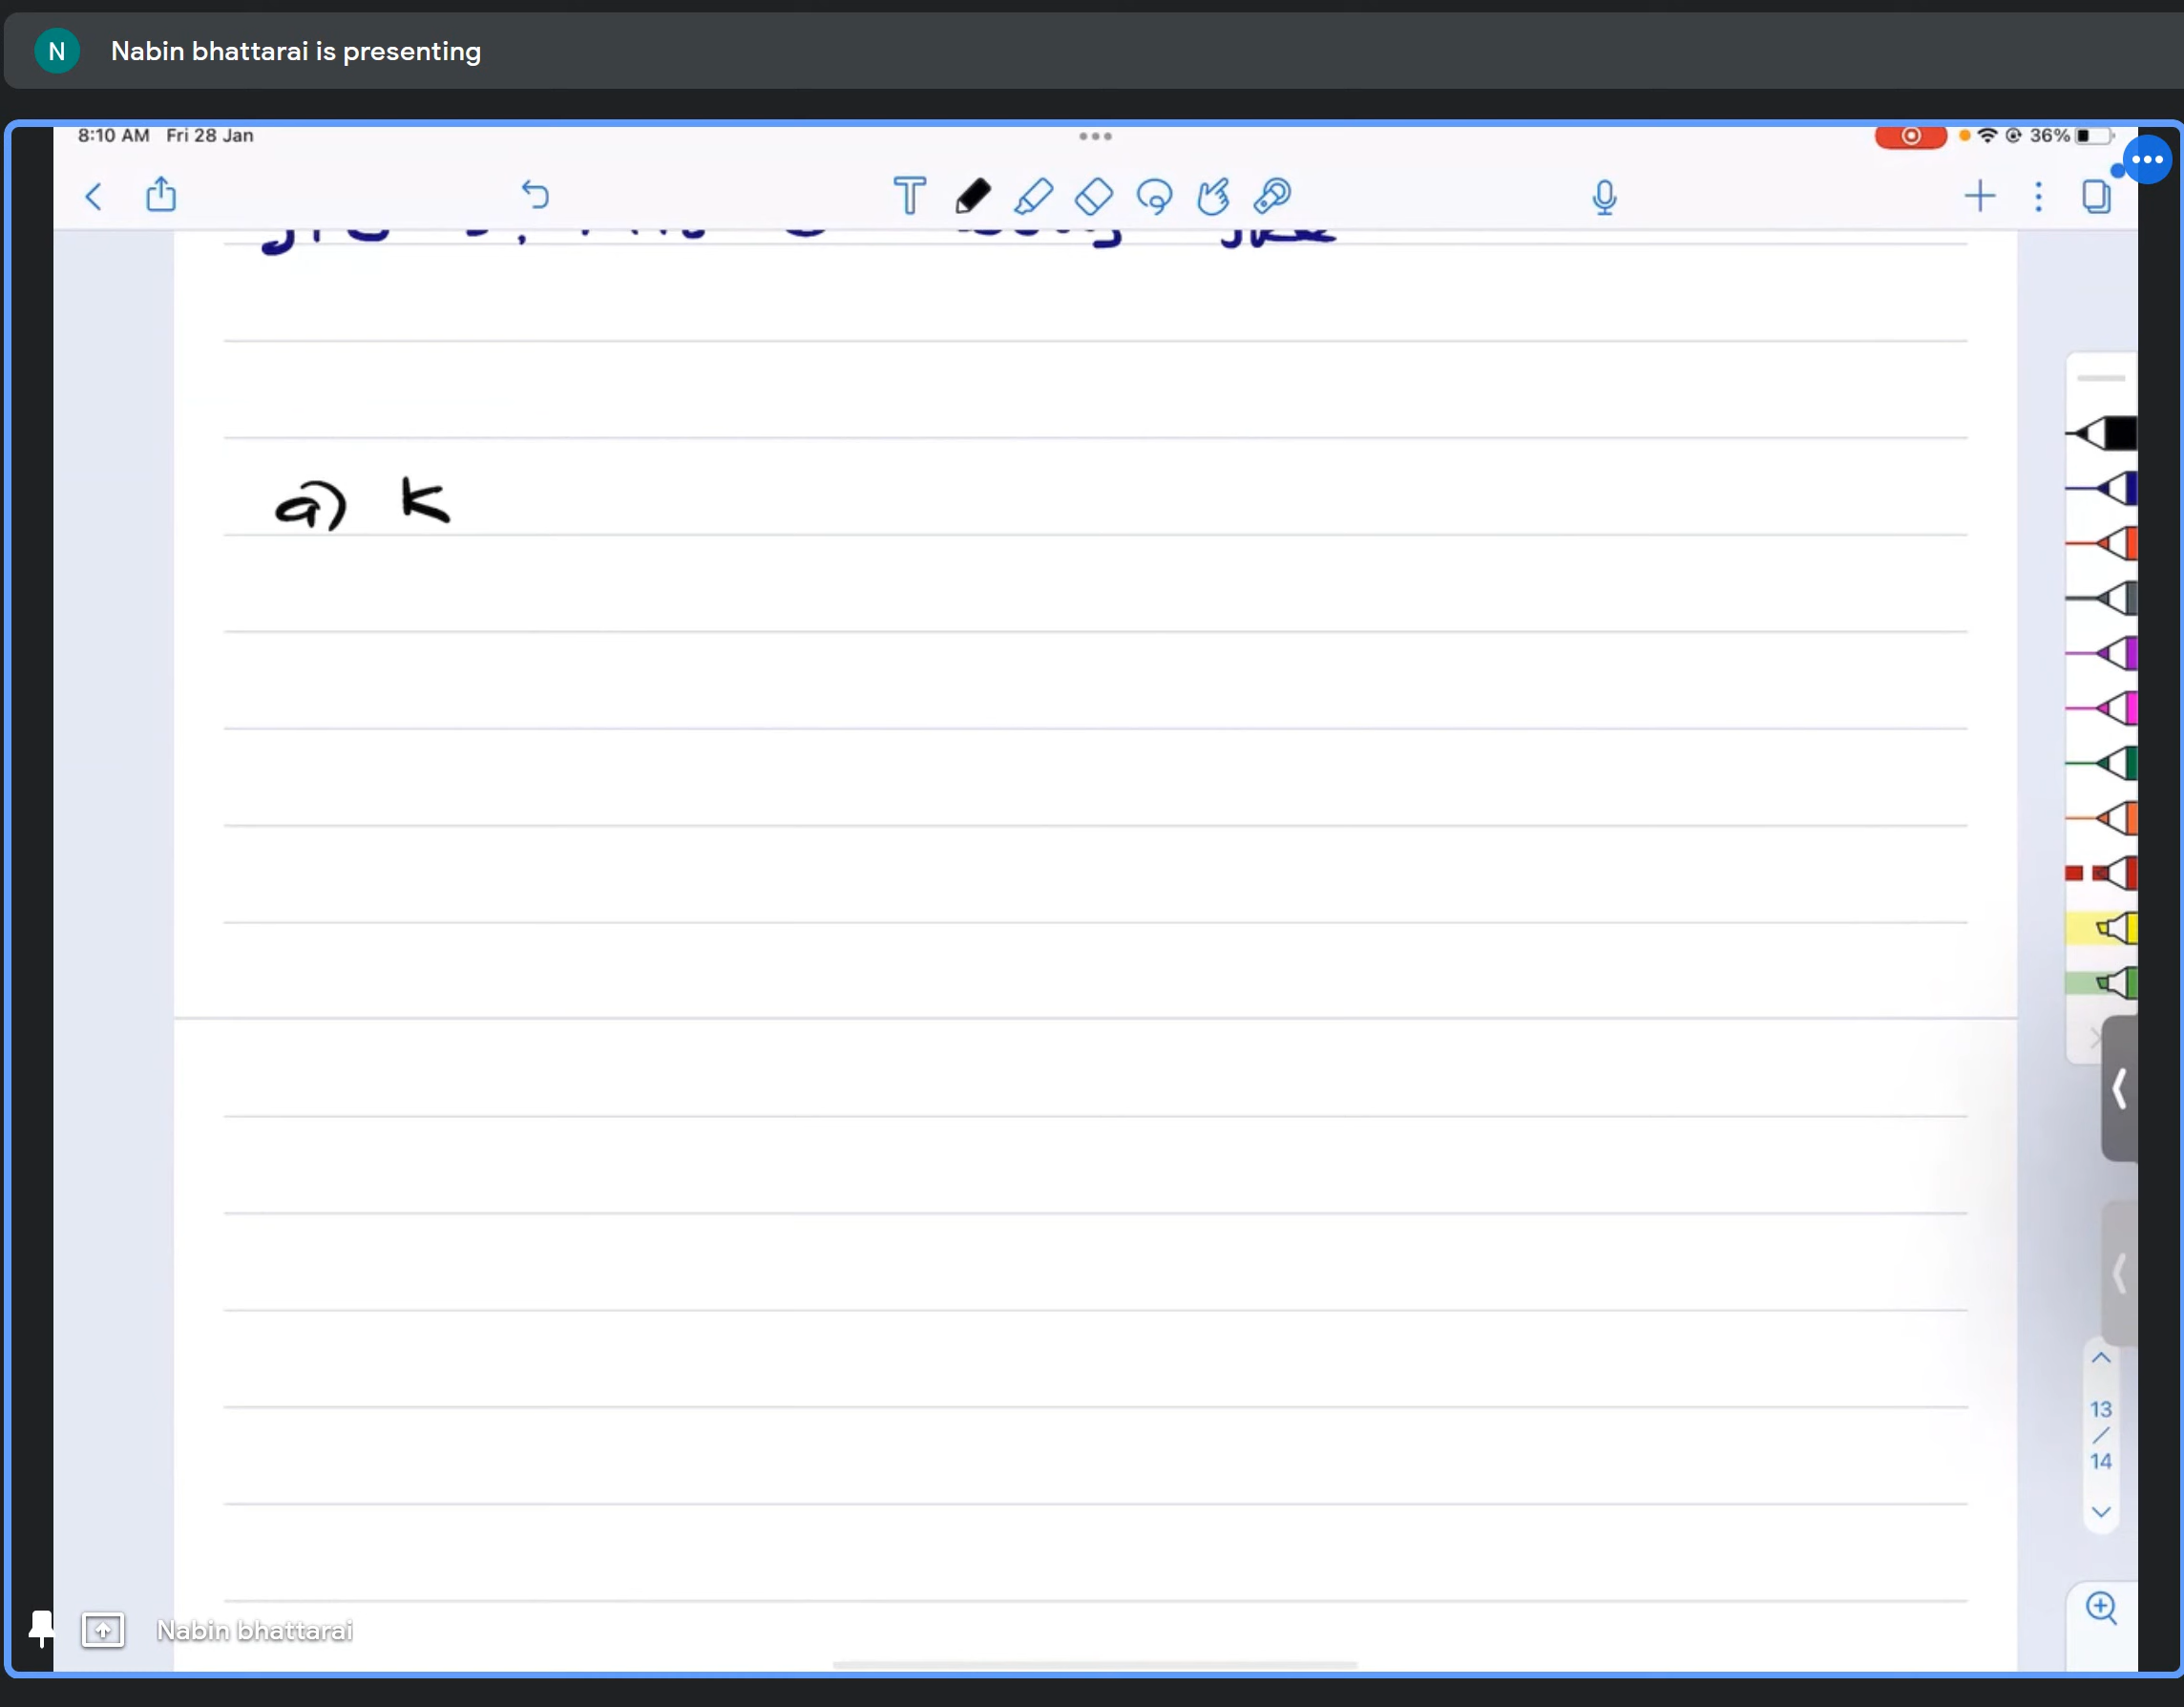 N Nabin bhattarai is presenting
8:10 AM Fri 28 Jan
36%
a) K
13
/
14
Nabin bhattarai